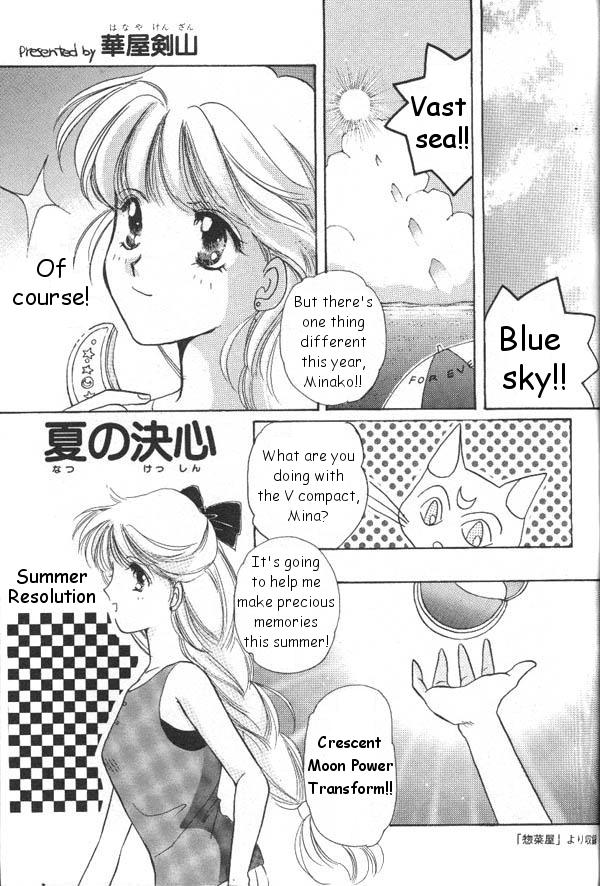 Presented by 華屋剣山
はなや けん ざん
Blue
sky!!
Vast
sea!!
FOR EVE
But there's
one thing
different
this year,
Minako!!
Of
course!
夏の決心
なつ けっ しん
Summer
Resolution
What are you
doing with
the V compact,
Mina?
It's going
to help me
make precious
memories
this summer!
Crescent
Moon Power
Transform!!
「惣菜屋」より収録